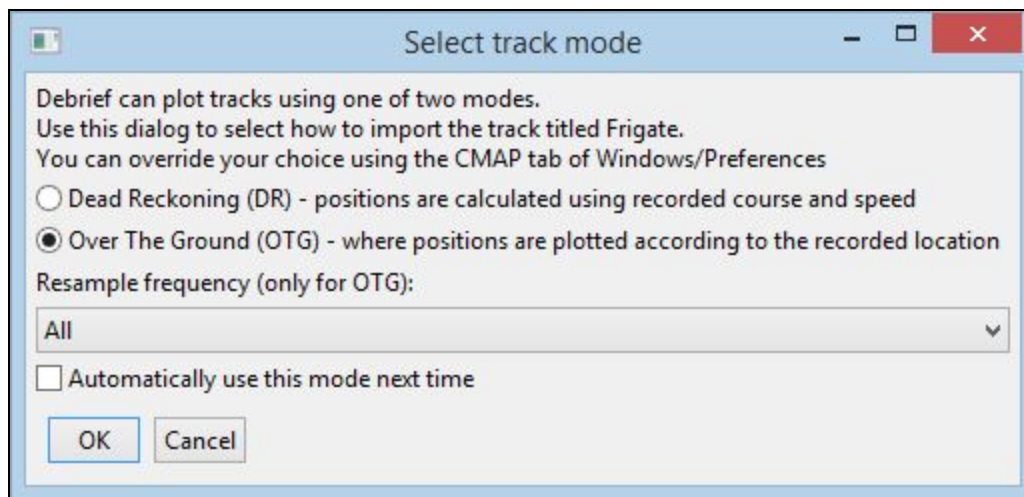 Select track mode
Debrief can plot tracks using one of two modes.
Use this dialog to select how to import the track titled Frigate.
You can override your choice using the CMAP tab of Windows/Preferences
Dead Reckoning (DR) - positions are calculated using recorded course and speed
Over The Ground (OTG) - where positions are plotted according to the recorded location
Resample frequency (only for OTG):
All
Automatically use this mode next time
OK Cancel